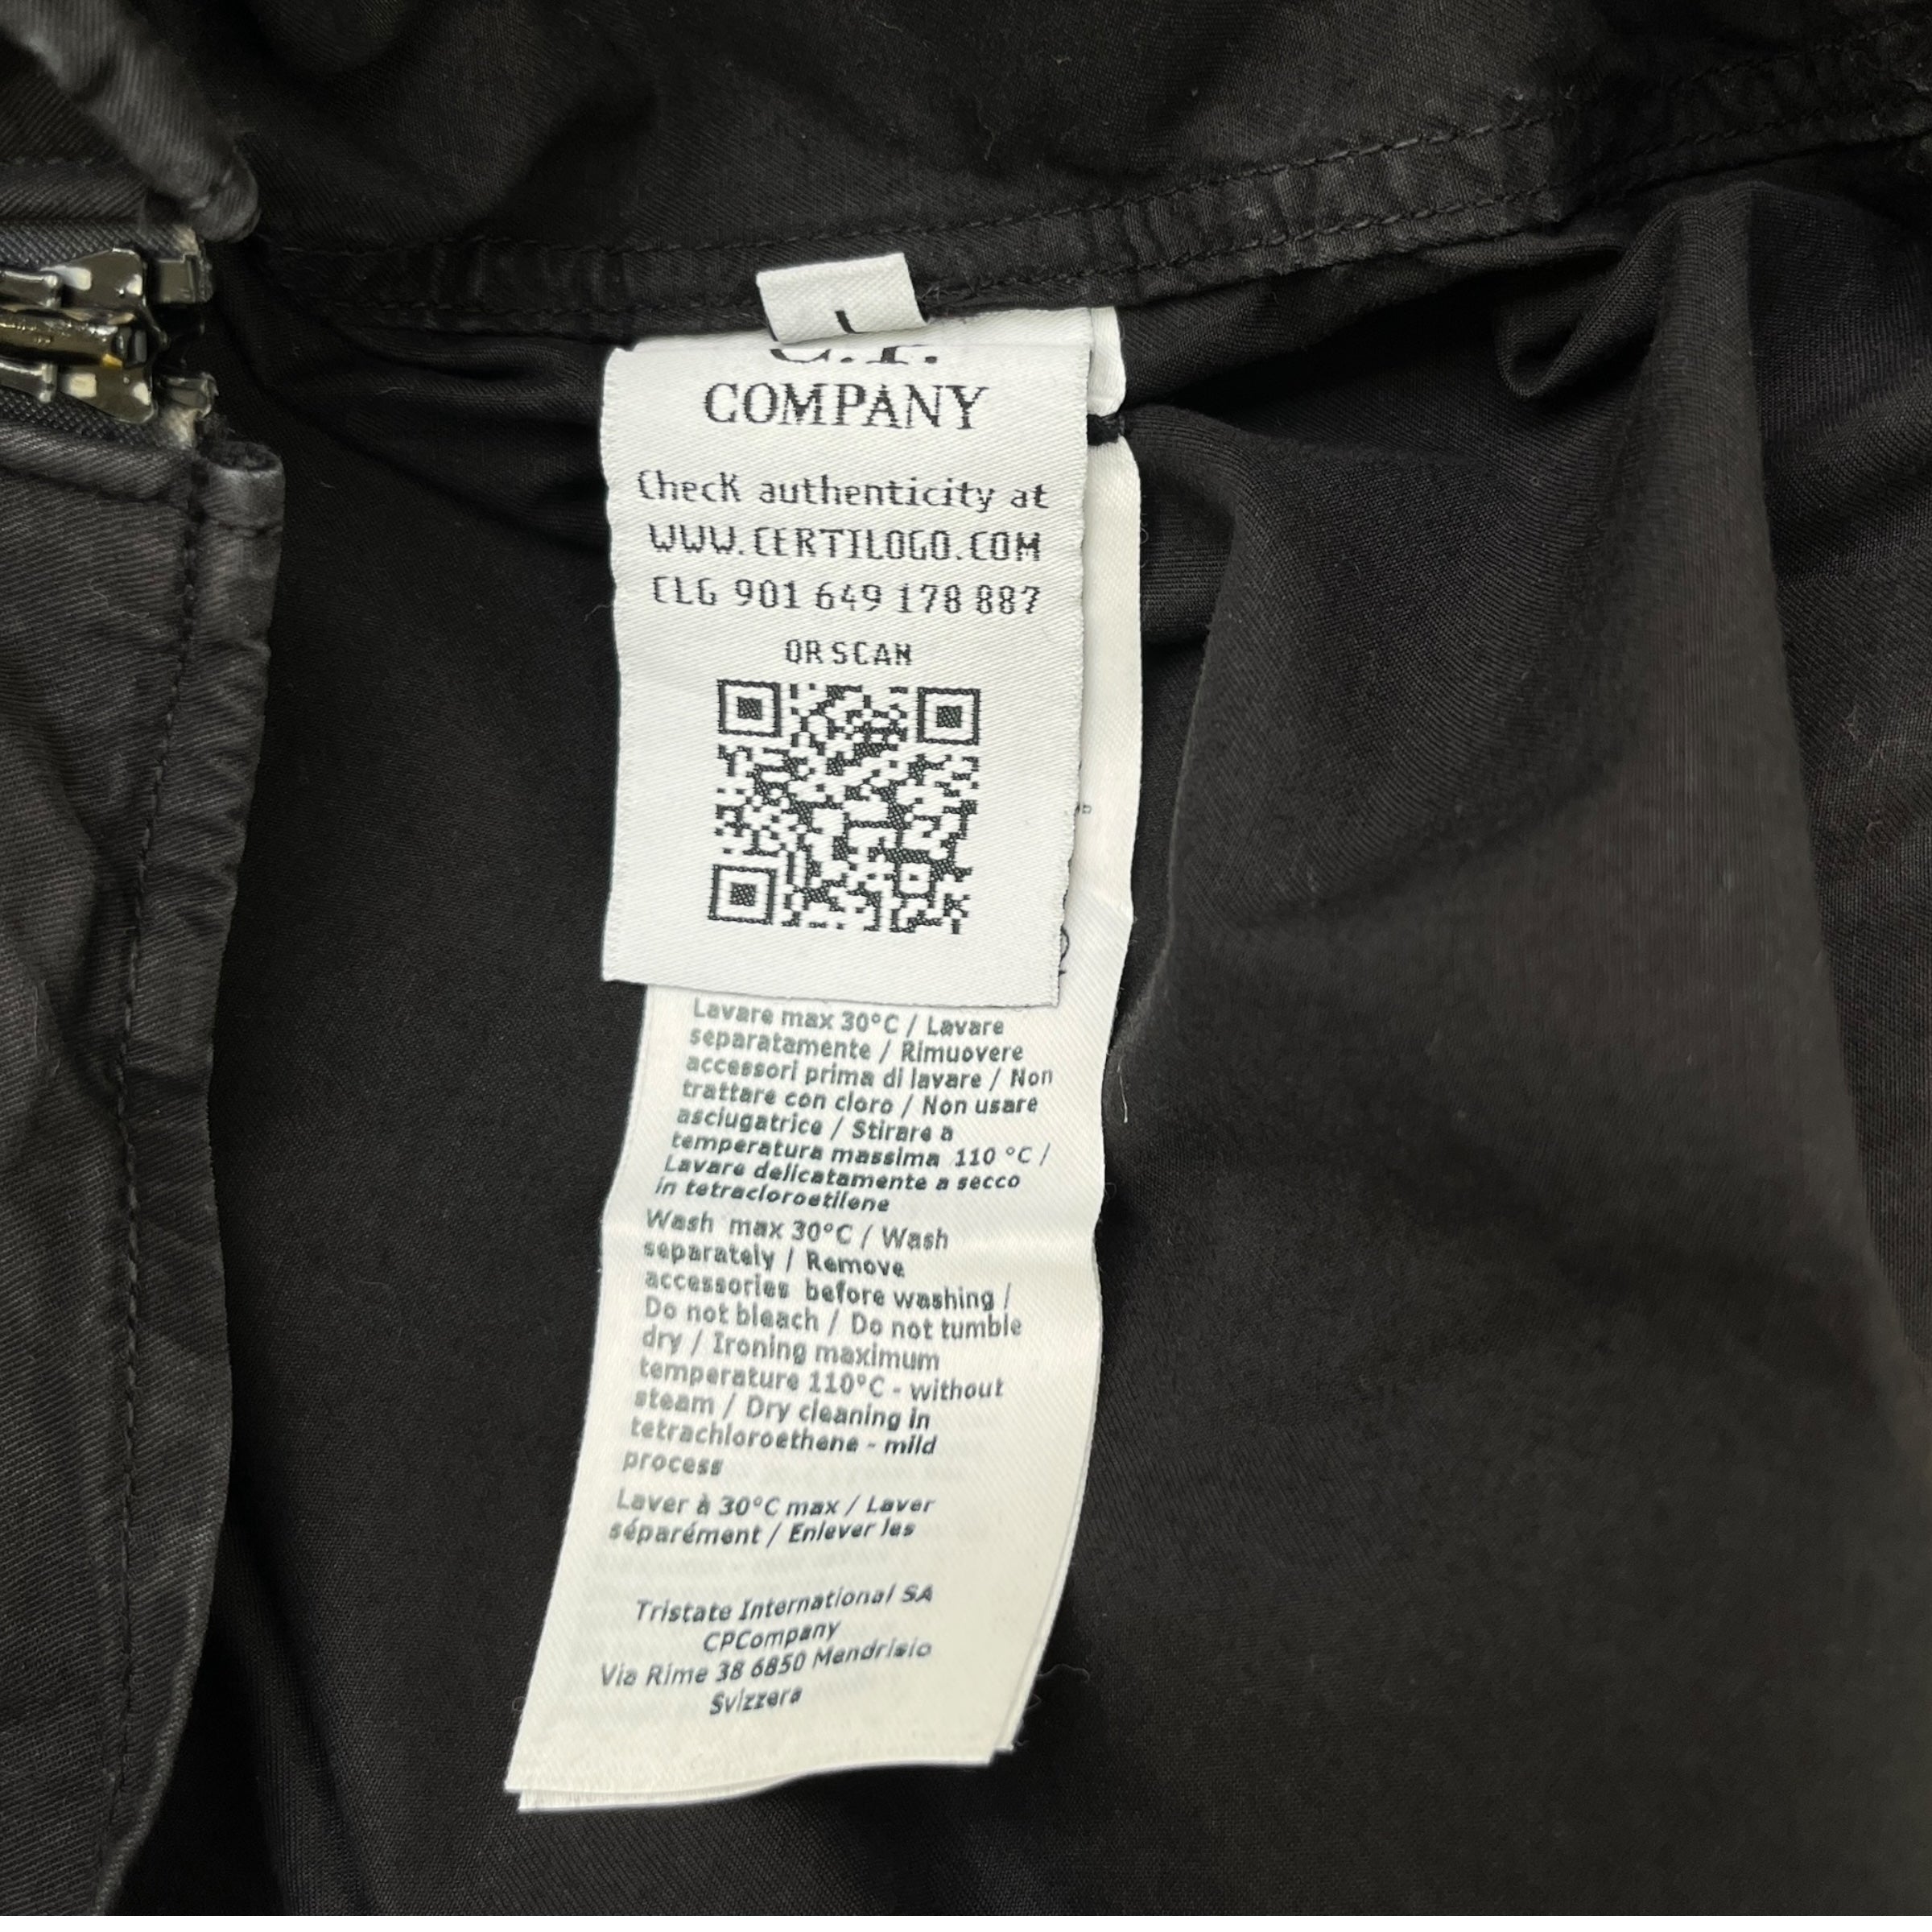 L
C.P.
COMPANY
Check authenticity at
WWW.CERTILOGO.COM
CLG 901 649 178 887
QR SCAN
Lavare max 30°C / Lavare
separatamente / Rimuovere
accessori prima di lavare / Non
trattare con cloro / Non usare
asciugatrice / Stirare a
temperatura massima 110 °C /
Lavare delicatamente a secco
in tetracloroetilene
Wash max 30°C / Wash
separately / Remove
accessories before washing /
Do not bleach / Do not tumble
dry / Ironing maximum
temperature 110°C - without
steam / Dry cleaning in
tetrachloroethene - mild
process
Laver à 30°C max / Laver
séparément / Enlever les
Tristate International SA
CPCompany
Via Rime 38 6850 Mendrisio
Svizzera